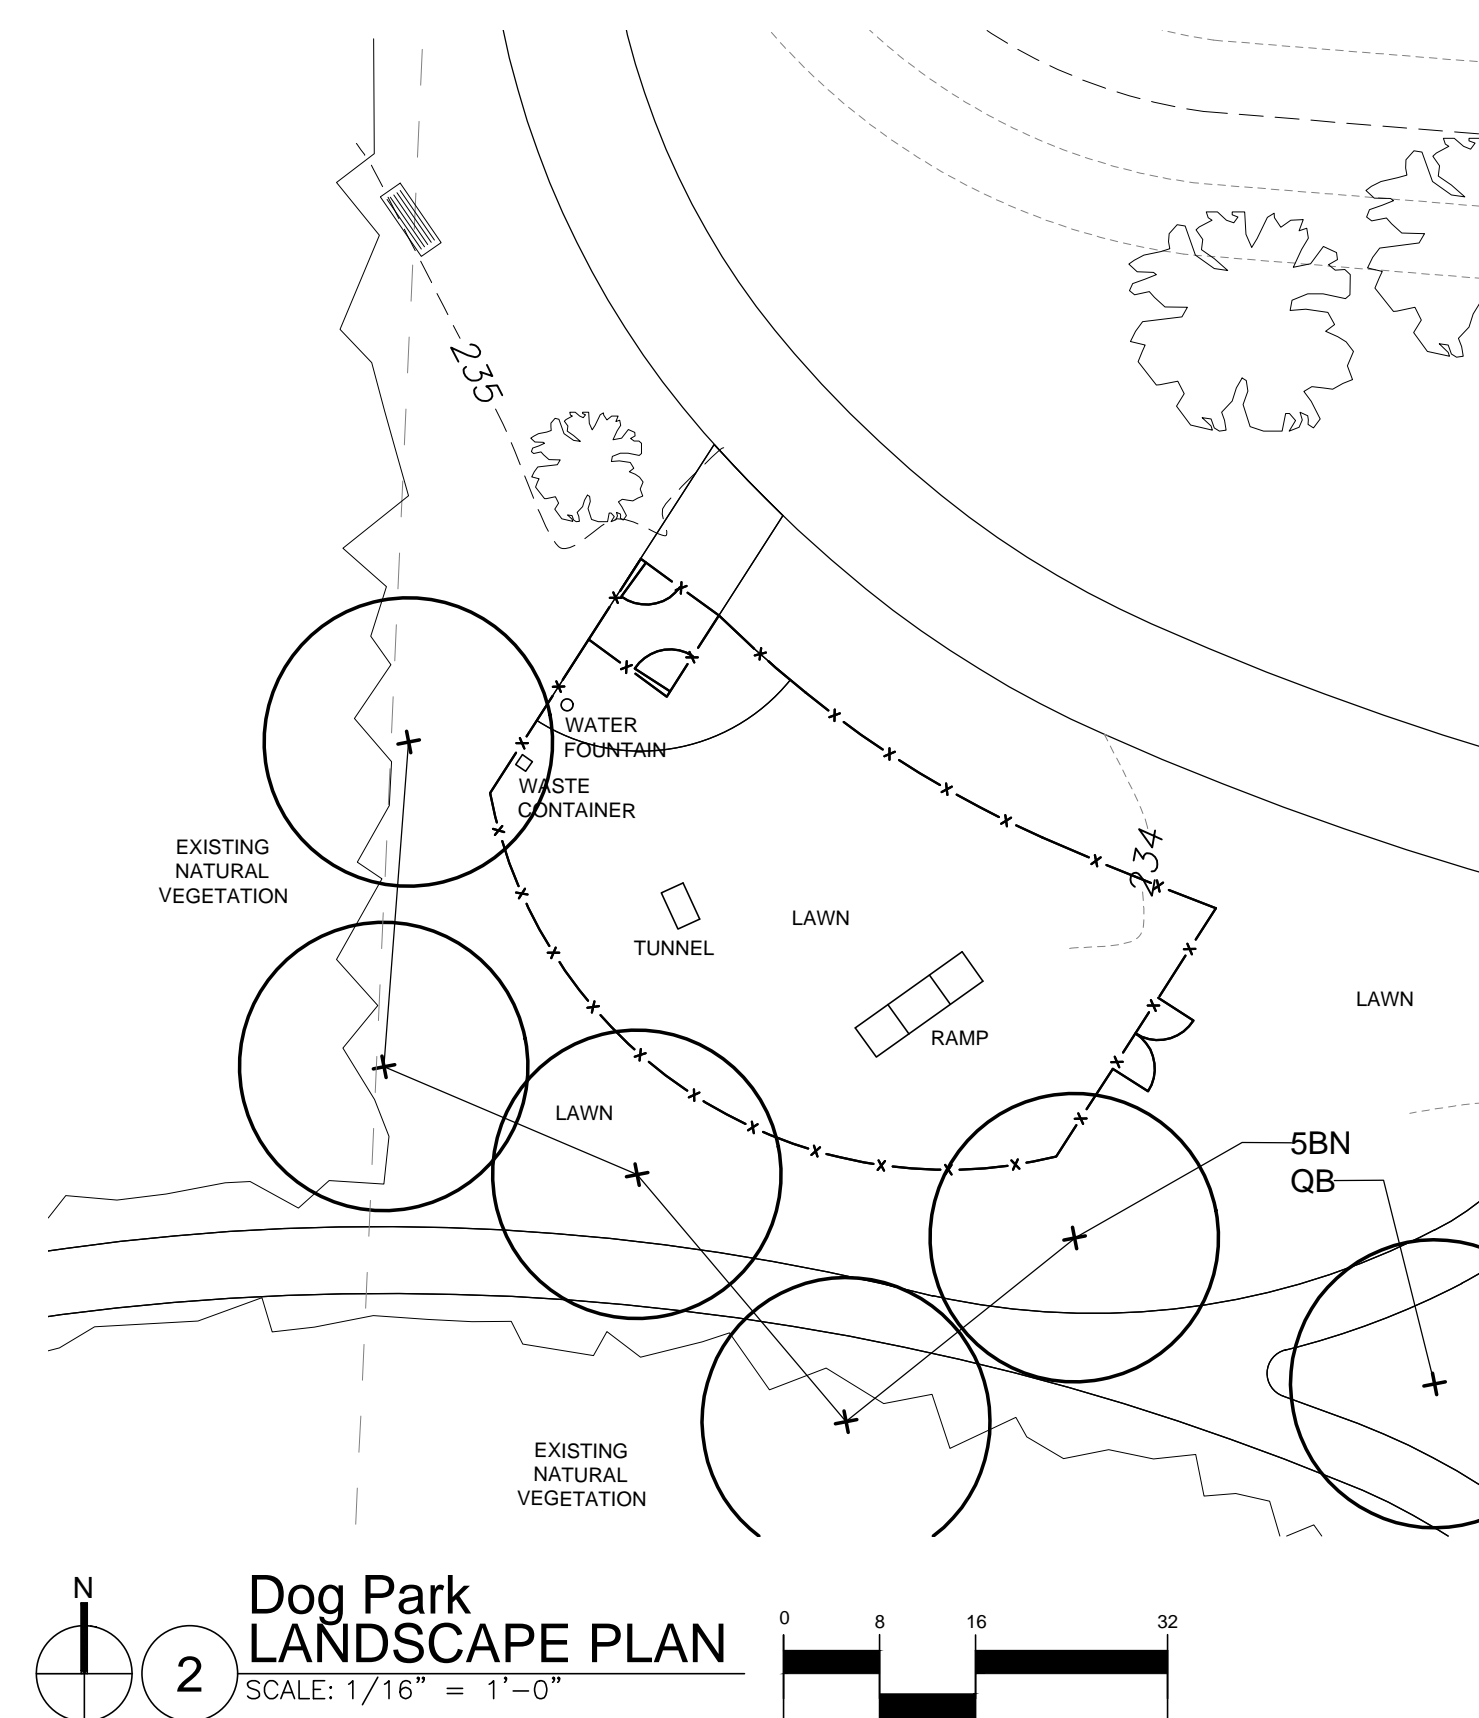 235
WATER
FOUNTAIN
WASTE
CONTAINER
EXISTING
NATURAL
VEGETATION
234
TUNNEL
LAWN
RAMP
LAWN
LAWN
5BN
QB
EXISTING
NATURAL
VEGETATION
N
2
Dog Park
LANDSCAPE PLAN
SCALE: 1/16" = 1'-0"
0 8 16 32